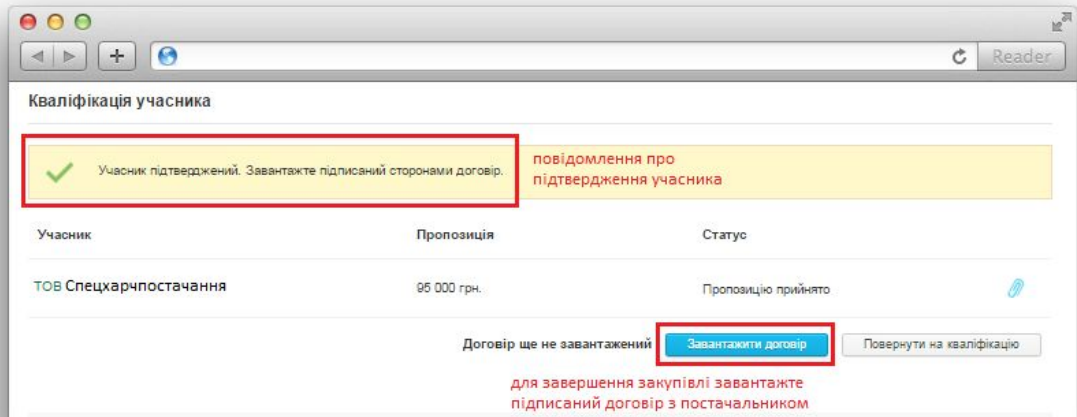 Reader
Кваліфікація учасника
Учасник підтверджений. Завантажте підписаний сторонами договір.
повідомлення про
підтвердження учасника
Учасник Пропозиція Статус
ТОВ Спецхарчпостачання 95 000 грн. Пропозицію прийнято
Договір ще не завантажений Завантажити договір Повернути на кваліфікацію
для завершення закупівлі завантажте
підписаний договір з постачальником